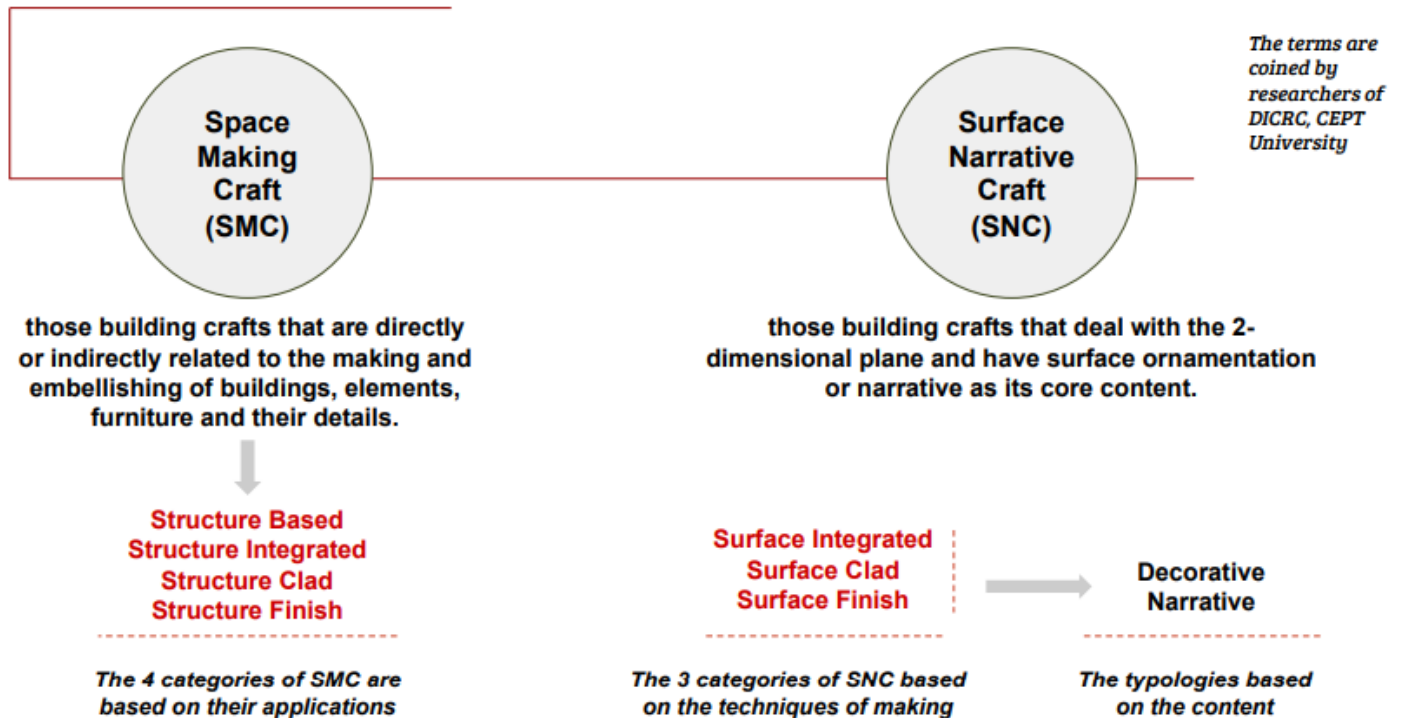 Space
Making
Craft
(SMC)
Surface
Narrative
Craft
(SNC)
The terms are
coined by
researchers of
DICRC, CEPT
University
those building crafts that are directly
or indirectly related to the making and
embellishing of buildings, elements,
furniture and their details.
those building crafts that deal with the 2-
dimensional plane and have surface ornamentation
or narrative as its core content.
Structure Based
Structure Integrated
Structure Clad
Structure Finish
Surface Integrated
Surface Clad
Surface Finish
Decorative
Narrative
The 4 categories of SMC are
based on their applications
The 3 categories of SNC based
on the techniques of making
The typologies based
on the content